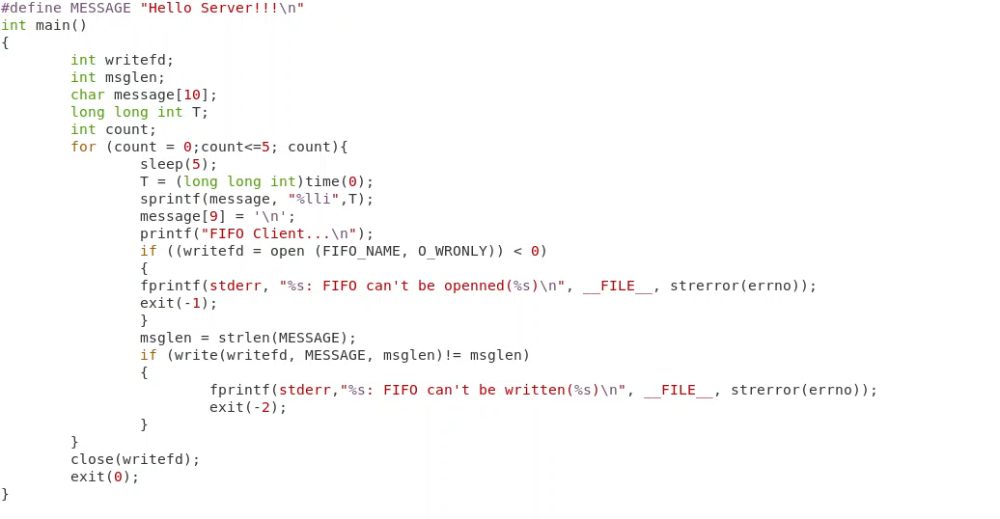 #define MESSAGE "Hello Server!!!\n"
int main()
{
int writefd;
int msglen;
char message[10];
long long int T;
int count;
for (count = 0;count<=5; count){
sleep(5);
T = (long long int)time(0);
sprintf(message, "%lli",T);
message[9] = '\n';
printf("FIFO Client...\n");
if ((writefd = open (FIFO_NAME, O_WRONLY)) < 0)
{
fprintf(stderr, "%s: FIFO can't be openned(%s)\n", __FILE__, strerror(errno));
exit(-1);
}
msglen = strlen(MESSAGE);
if (write(writefd, MESSAGE, msglen)!= msglen)
{
fprintf(stderr,"%s: FIFO can't be written(%s)\n", __FILE__, strerror(errno));
exit(-2);
}
}
close(writefd);
exit(0);
}